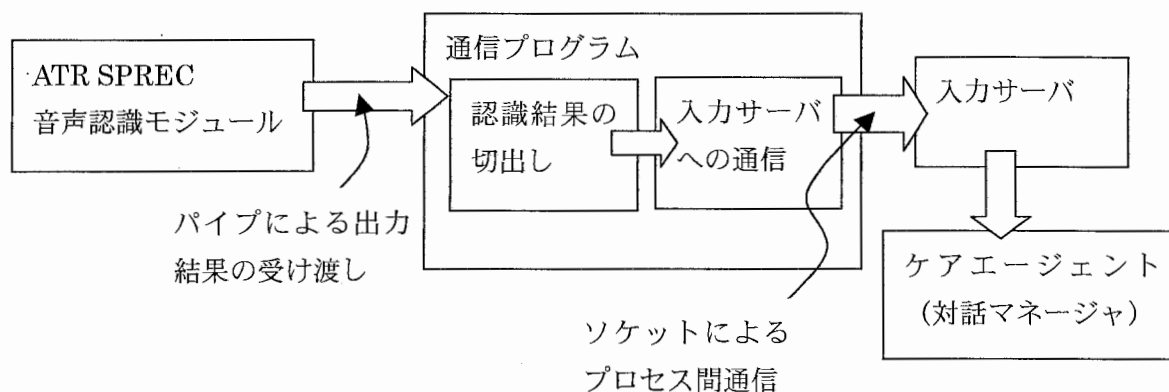 ATR SPREC
音声認識モジュール
通信プログラム
認識結果の
切出し
入力サーバ
への通信
入力サーバ
ケアエージェント
(対話マネージャ)
パイプによる出力
結果の受け渡し
ソケットによる
プロセス間通信